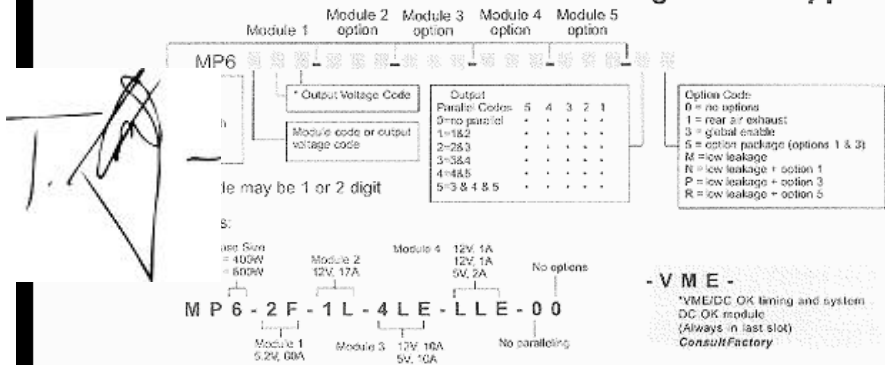 Module 1
Module 2 option
Module 3 option
Module 4 option
Module 5 option
MP6
* Output Voltage Code
Module code or output voltage code
Output
Parallel Codes 5 4 3 2 1
0=no parallel
1=1&2
2=2&3
3=3&4
4=4&5
5=3 & 4 & 5
Option Code
0 = no options
1 = rear air exhaust
3 = global enable
5 = option package (options 1 & 3)
M = low leakage
N = low leakage + option 1
P = low leakage + option 3
R = low leakage + option 5
may be 1 or 2 digit
Size
= 400W
= 600W
Module 2
12V, 17A
Module 4 12V, 1A
12V, 1A
5V, 2A
No options
MP6-2F-1L-4LE-LLE-00
Module 1
5.2V, 60A
Module 3 12V, 10A
5V, 10A
No paralleling
-VME-
*VME/DC OK timing and system
DC OK module
(Always in last slot)
Consult Factory